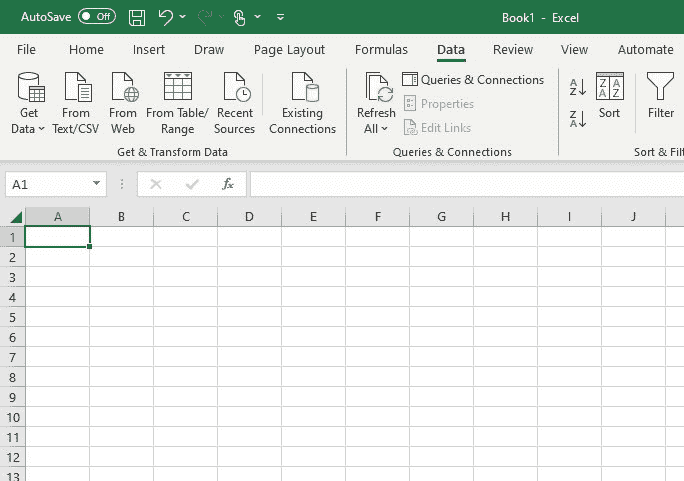 AutoSave Off Book1 - Excel
File Home Insert Draw Page Layout Formulas Data Review View Automate
Get Data From Text/CSV From Web From Table/ Range Recent Sources Existing Connections
Refresh All Queries & Connections
Properties
Edit Links
A Z Z A Sort Z A A Z Filter
Get & Transform Data Queries & Connections Sort & Filt
A1 fx
A B C D E F G H I J
1
2
3
4
5
6
7
8
9
10
11
12
13